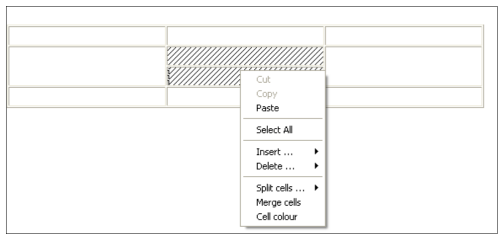 Cut
Copy
Paste
Select All
Insert ...
Delete ...
Split cells ...
Merge cells
Cell colour